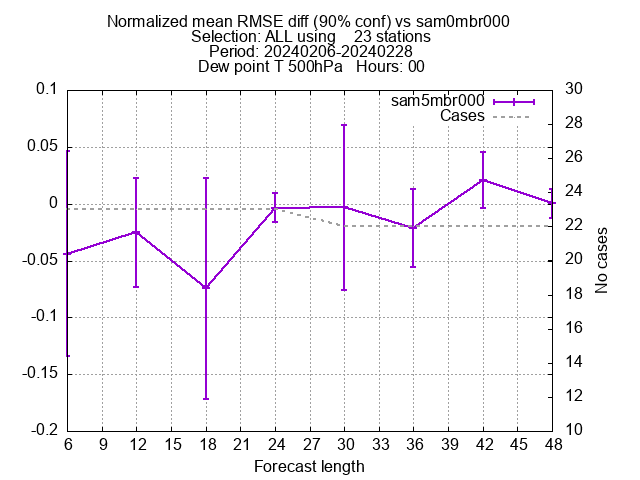 Normalized mean RMSE diff (90% conf) vs sam0mbr000
Selection: ALL using    23 stations
Period: 20240206-20240228
Dew point T 500hPa   Hours: 00
sam5mbr000
Cases
0.1
0.05
0
-0.05
-0.1
-0.15
-0.2
30
28
26
24
22
20
18
16
14
12
10
No cases
6 9 12 15 18 21 24 27 30 33 36 39 42 45 48
Forecast length